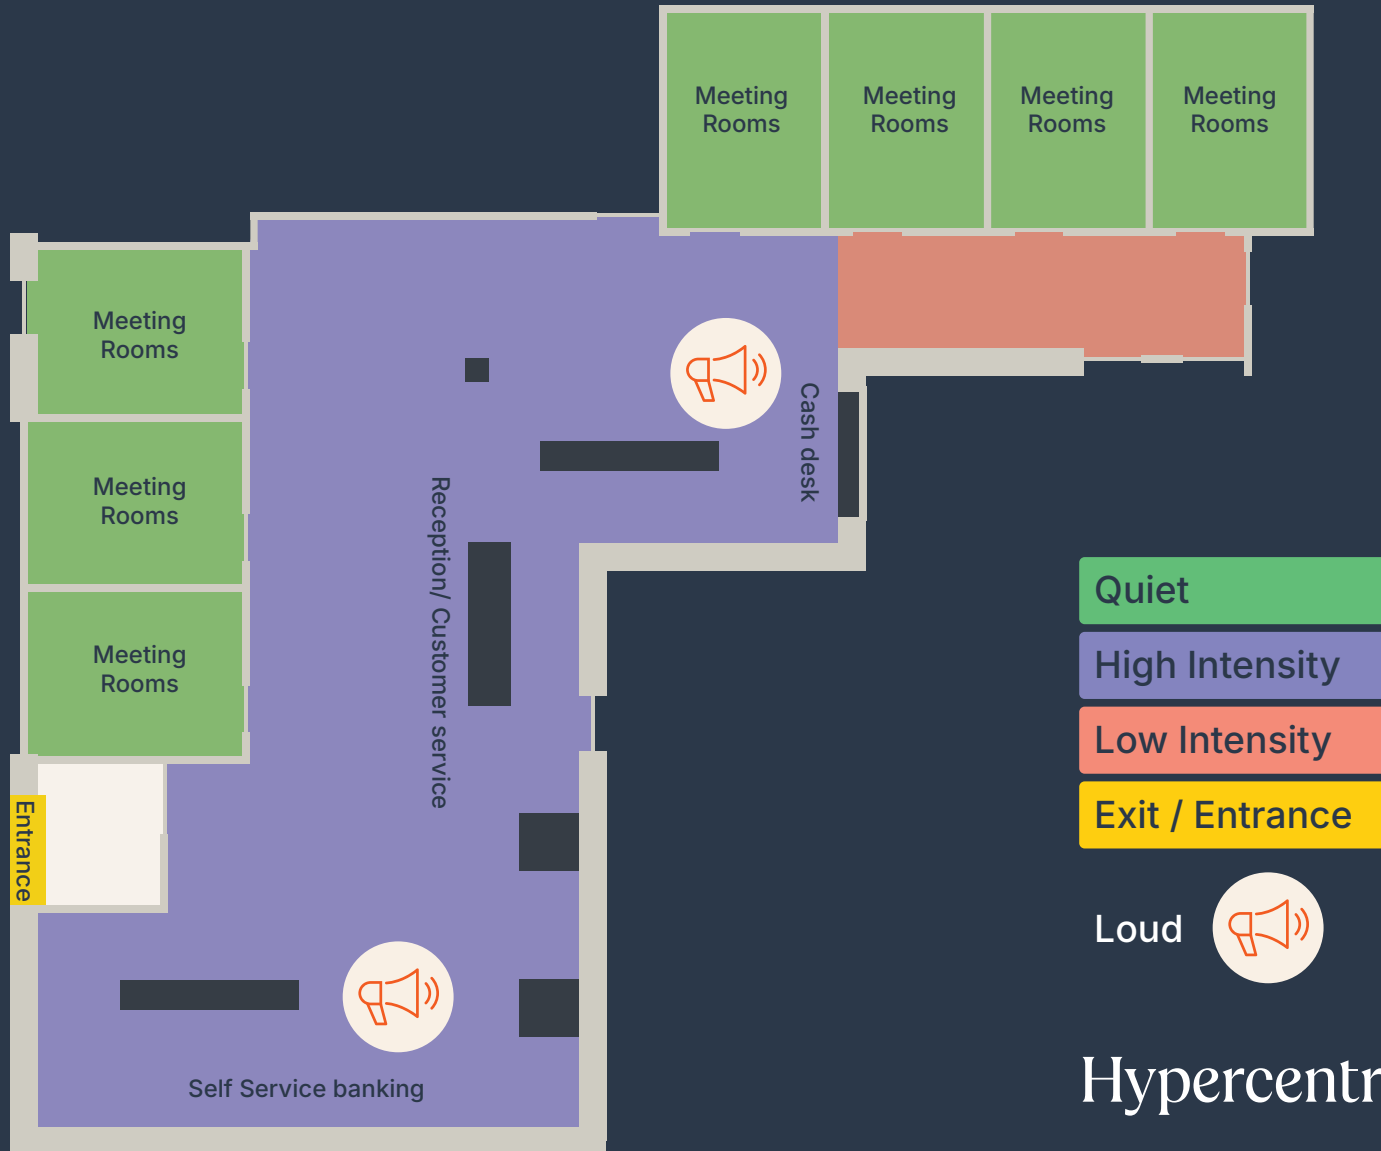 Meeting
Rooms
Meeting
Rooms
Meeting
Rooms
Meeting
Rooms
Meeting
Rooms
Meeting
Rooms
Meeting
Rooms
Cash desk
Reception/ Customer service
Entrance
Self Service banking
Quiet
High Intensity
Low Intensity
Exit / Entrance
Loud
Hypercentr